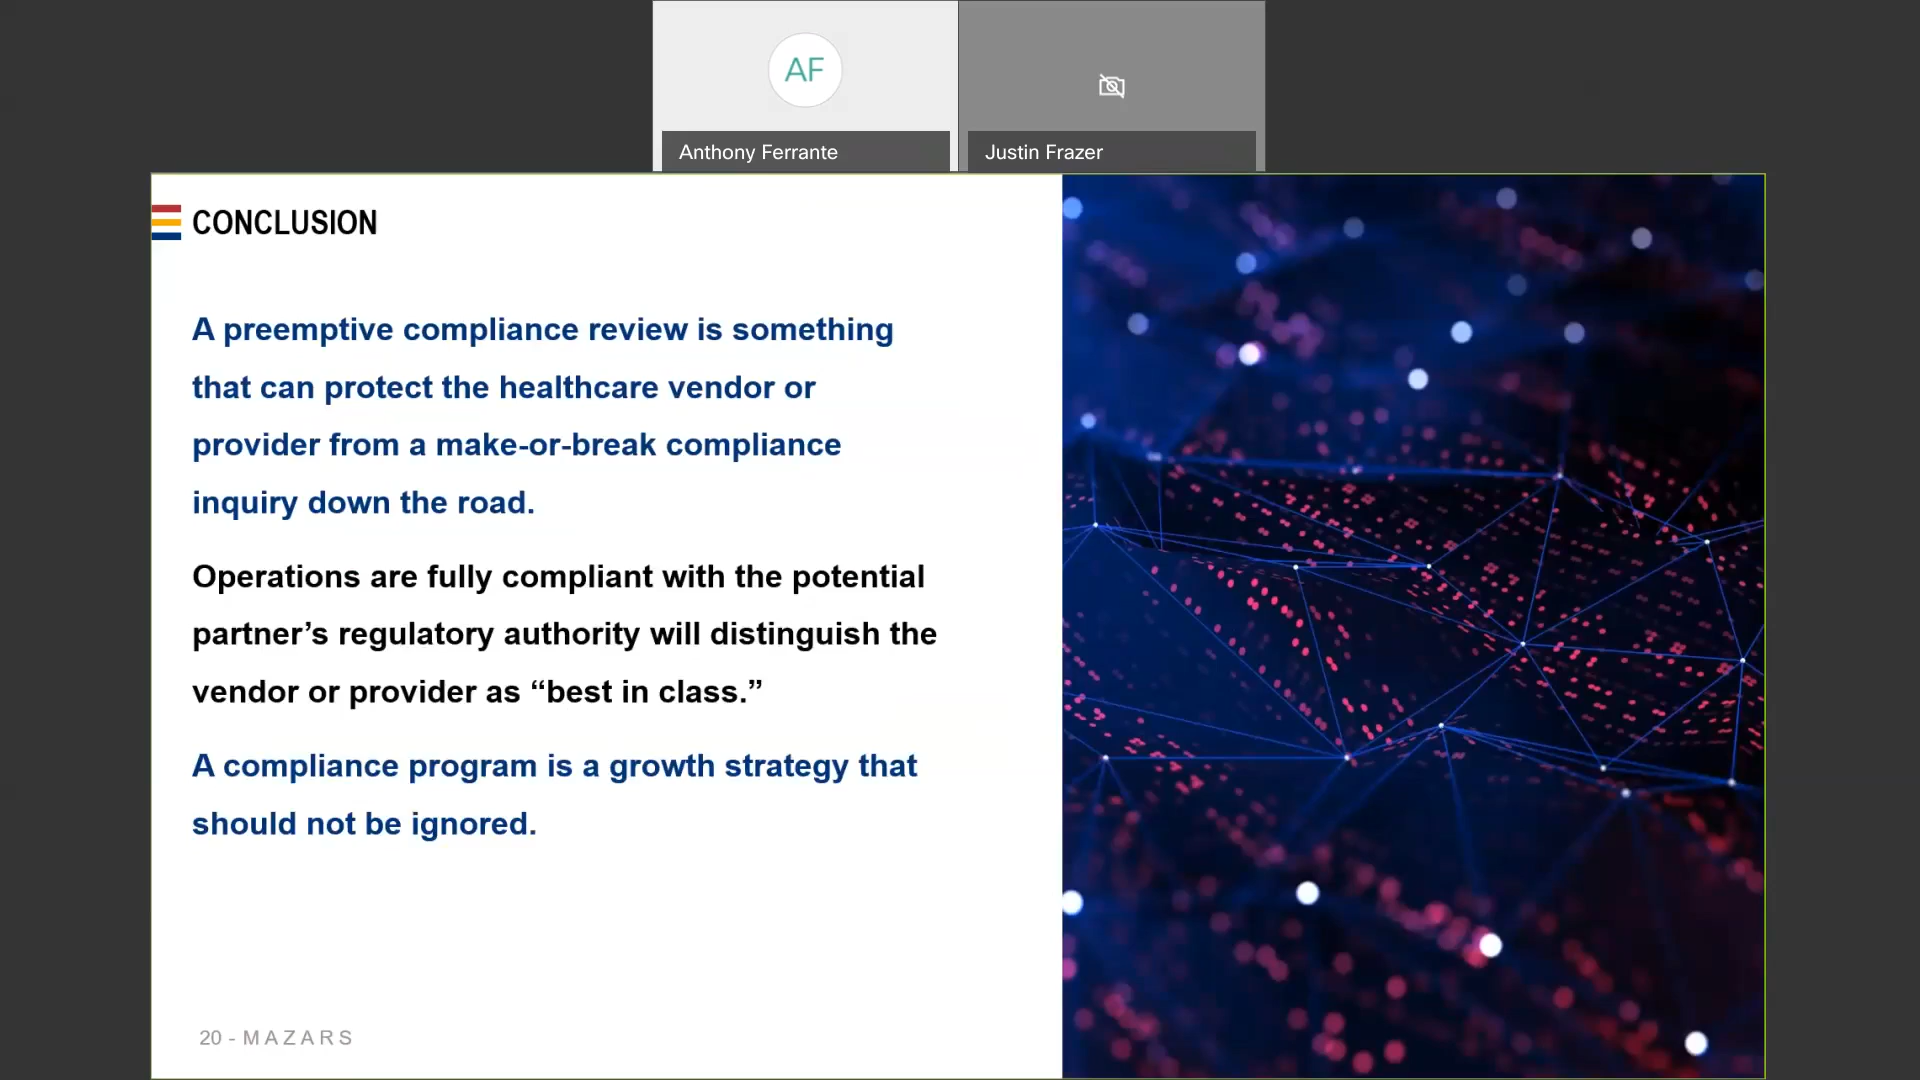 AF
Anthony Ferrante
Justin Frazer
CONCLUSION
A preemptive compliance review is something
that can protect the healthcare vendor or
provider from a make-or-break compliance
inquiry down the road.
Operations are fully compliant with the potential
partner’s regulatory authority will distinguish the
vendor or provider as “best in class.”
A compliance program is a growth strategy that
should not be ignored.
20 - MAZARS